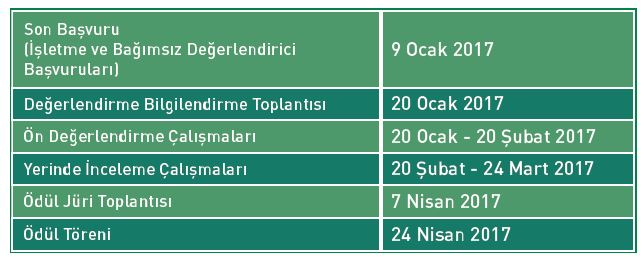 Son Başvuru
(İşletme ve Bağımsız Değerlendirici
Başvuruları)
9 Ocak 2017
Değerlendirme Bilgilendirme Toplantısı
20 Ocak 2017
Ön Değerlendirme Çalışmaları
20 Ocak - 20 Şubat 2017
Yerinde İnceleme Çalışmaları
20 Şubat - 24 Mart 2017
Ödül Jüri Toplantısı
7 Nisan 2017
Ödül Töreni
24 Nisan 2017